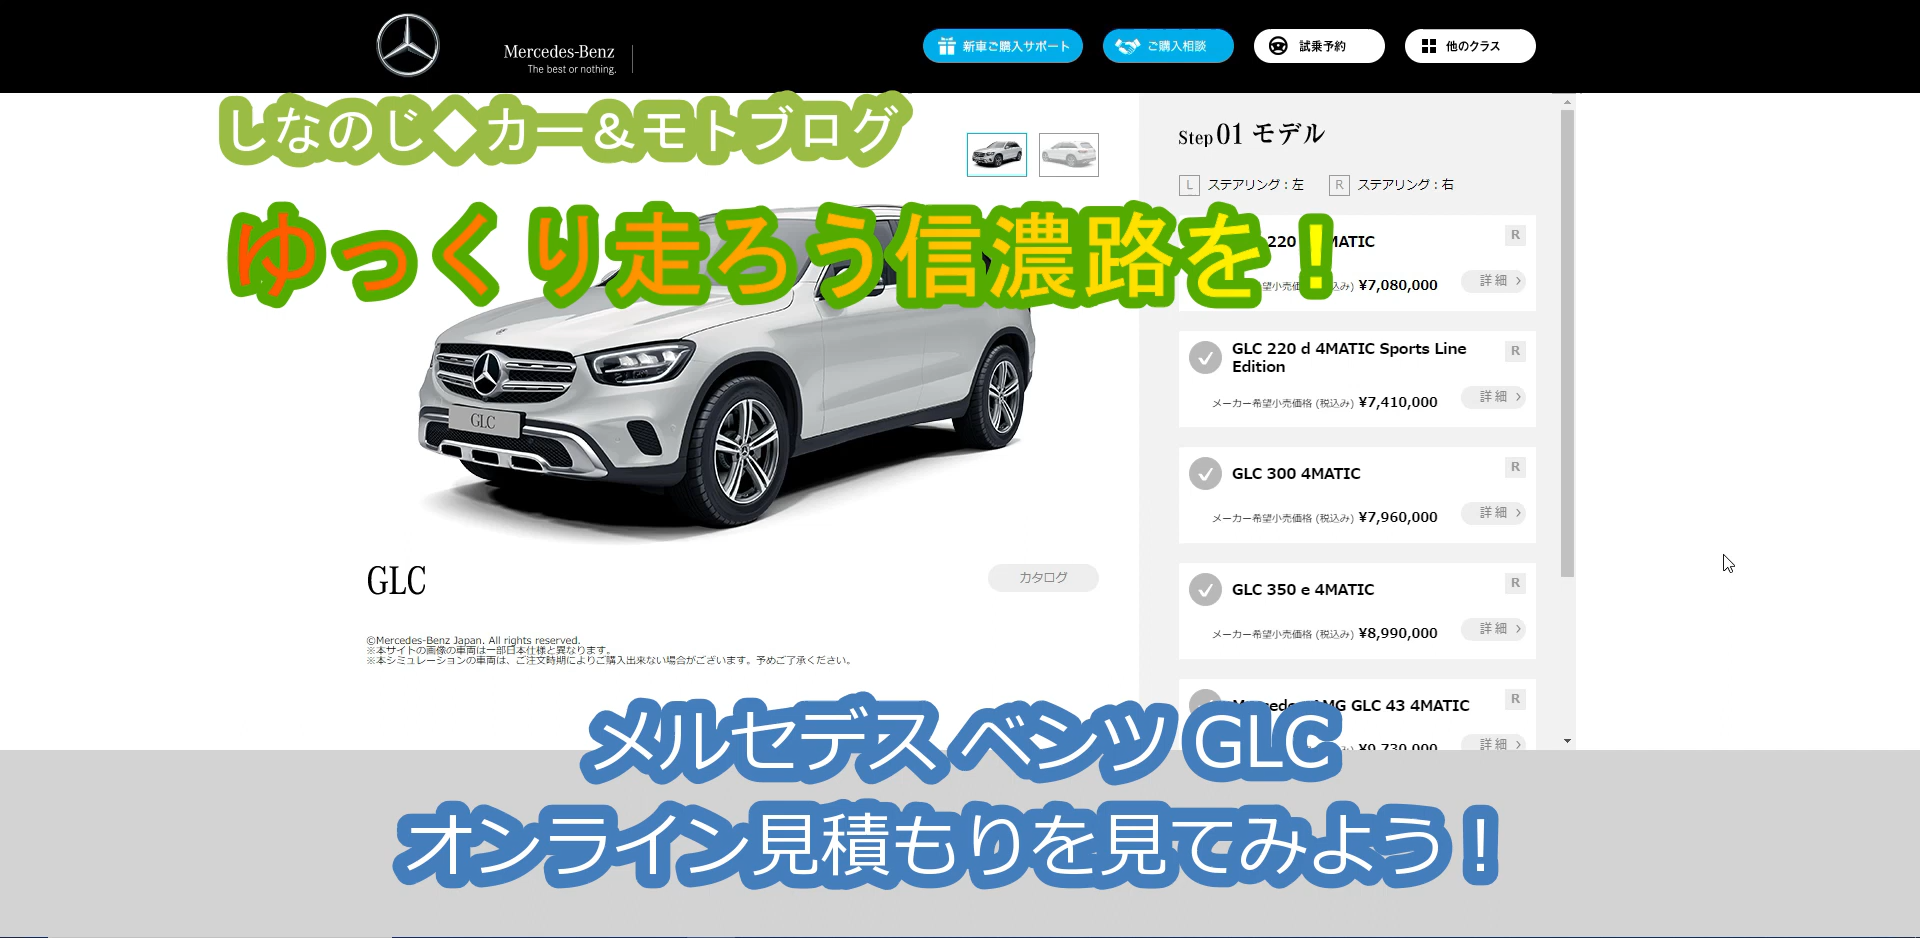 Mercedes-Benz
The best or nothing.
新車ご購入サポート
ご購入相談
試乗予約
他のクラス
しなのじ◆カー＆モトブログ
ゆっくり走ろう信濃路を！
Step 01 モデル
L ステアリング : 左
R ステアリング : 右
220
MATIC
R
¥7,080,000
詳細
GLC 220 d 4MATIC Sports Line
Edition
R
メーカー希望小売価格 (税込み) ¥7,410,000
詳細
GLC 300 4MATIC
R
メーカー希望小売価格 (税込み) ¥7,960,000
詳細
GLC 350 e 4MATIC
R
メーカー希望小売価格 (税込み) ¥8,990,000
詳細
GLC 43 4MATIC
R
¥9,730,000
詳細
GLC
GLC
カタログ
©Mercedes-Benz Japan. All rights reserved.
※本サイトの画像の車両は一部日本仕様と異なります。
※本シミュレーションの車両は、ご注文時期によりご購入出来ない場合がございます。予めご了承ください。
メルセデス ベンツ GLC
オンライン見積もりを見てみよう！